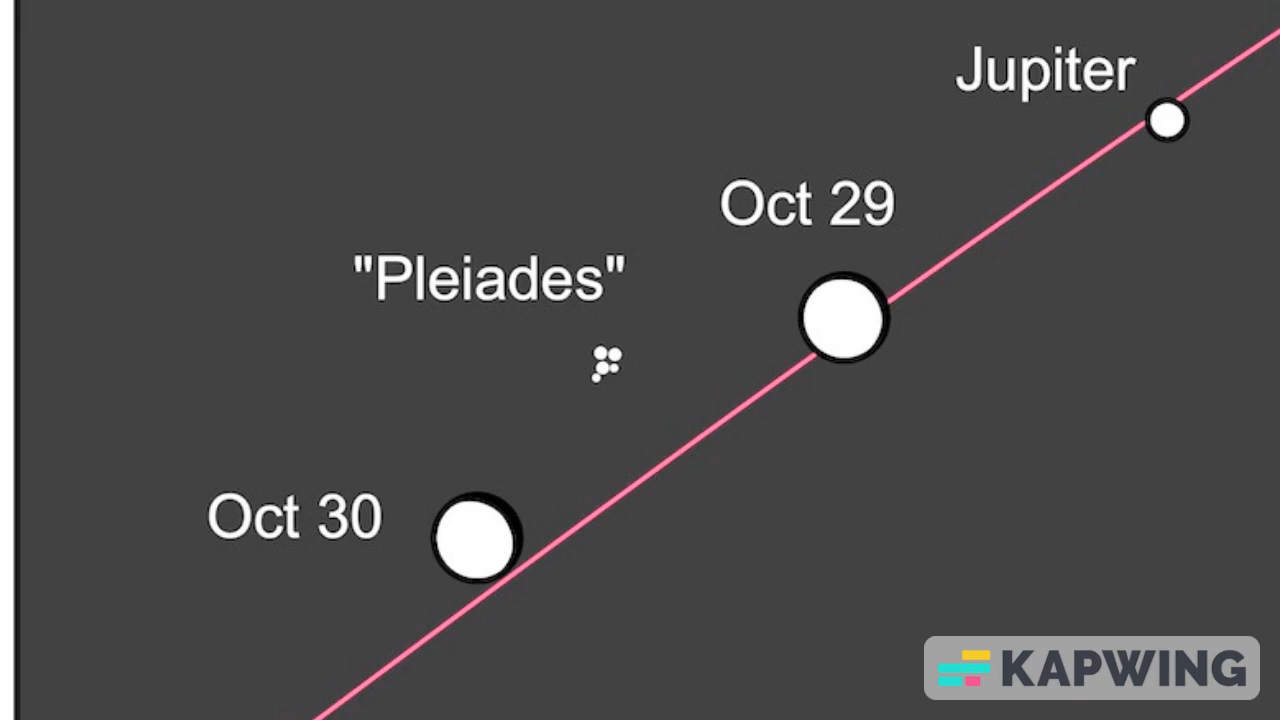 Jupiter
Oct 29
"Pleiades"
Oct 30
KAPWING